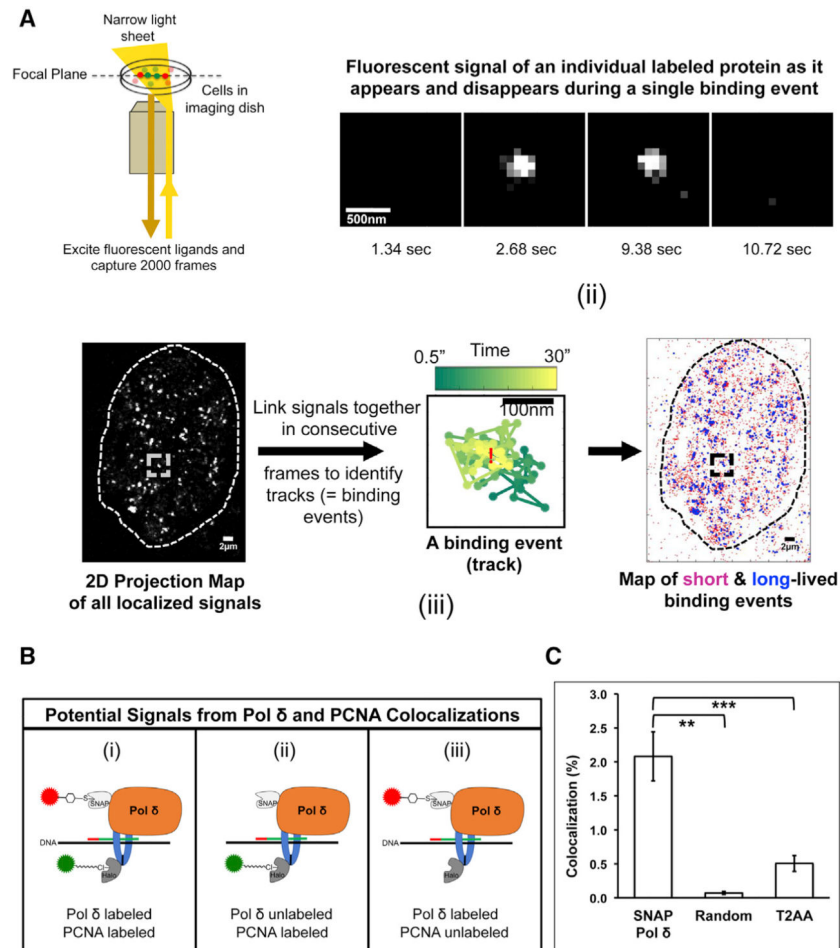 A
Narrow light
sheet
Focal Plane
Cells in
imaging dish
Excite fluorescent ligands and
capture 2000 frames
Fluorescent signal of an individual labeled protein as it
appears and disappears during a single binding event
500nm
1.34 sec
2.68 sec
9.38 sec
10.72 sec
(ii)
2μm
2D Projection Map
of all localized signals
Link signals together
in consecutive
frames to identify
tracks (= binding
events)
Time
0.5”
30”
100nm
A binding event
(track)
(iii)
2μm
Map of short & long-lived
binding events
B
Potential Signals from Pol δ and PCNA Colocalizations
(i)
S
SNAP
Pol δ
DNA
Cl
Halo
Pol δ labeled
PCNA labeled
(ii)
SNAP
Pol δ
DNA
Cl
Halo
Pol δ unlabeled
PCNA labeled
(iii)
S
SNAP
Pol δ
DNA
Halo
Pol δ labeled
PCNA unlabeled
C
Colocalization (%)
3.0
2.5
2.0
1.5
1.0
0.5
0.0
***
**
SNAP
Pol δ
Random
T2AA